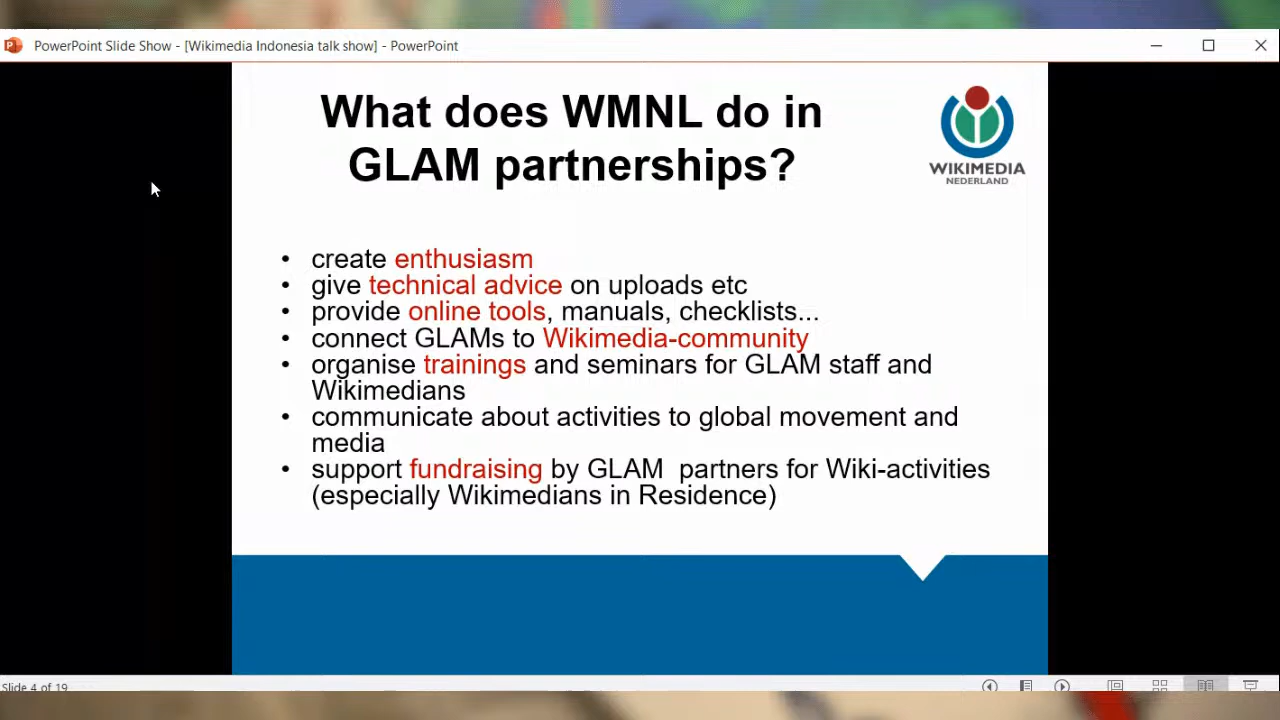 PowerPoint Slide Show - [Wikimedia Indonesia talk show] - PowerPoint
What does WMNL do in
GLAM partnerships?
WIKIMEDIA
NEDERLAND
• create enthusiasm
• give technical advice on uploads etc
• provide online tools, manuals, checklists...
• connect GLAMs to Wikimedia-community
• organise trainings and seminars for GLAM staff and
Wikimedians
• communicate about activities to global movement and
media
• support fundraising by GLAM  partners for Wiki-activities
(especially Wikimedians in Residence)
Slide 4 of 19